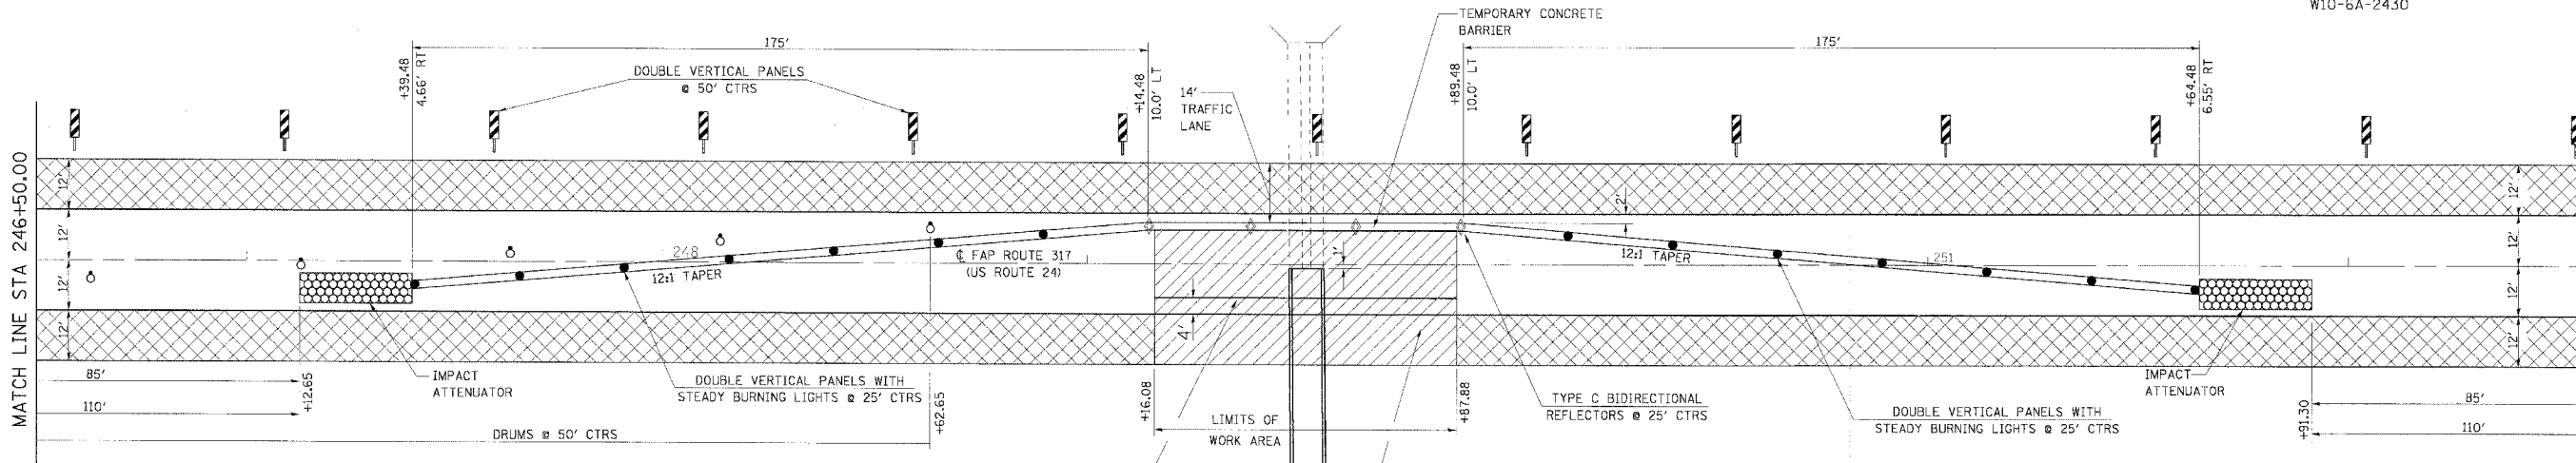 W10-6A-2430
TEMPORARY CONCRETE
BARRIER
175'
175'
DOUBLE VERTICAL PANELS
@ 50' CTRS
+39.48
4.66' RT
+14.48
10.0' LT
14'
TRAFFIC
LANE
+89.48
10.0' LT
+64.48
6.55' RT
MATCH LINE STA 246+50.00
12'
12'
12'
12'
248
12:1 TAPER
℄ FAP ROUTE 317
(US ROUTE 24)
1'
2'
4'
12:1 TAPER
251
12'
12'
12'
12'
85'
110'
+12.65
IMPACT
ATTENUATOR
DOUBLE VERTICAL PANELS WITH
STEADY BURNING LIGHTS @ 25' CTRS
+62.65
DRUMS @ 50' CTRS
+16.08
LIMITS OF
WORK AREA
+87.88
TYPE C BIDIRECTIONAL
REFLECTORS @ 25' CTRS
DOUBLE VERTICAL PANELS WITH
STEADY BURNING LIGHTS @ 25' CTRS
IMPACT
ATTENUATOR
+91.30
85'
110'